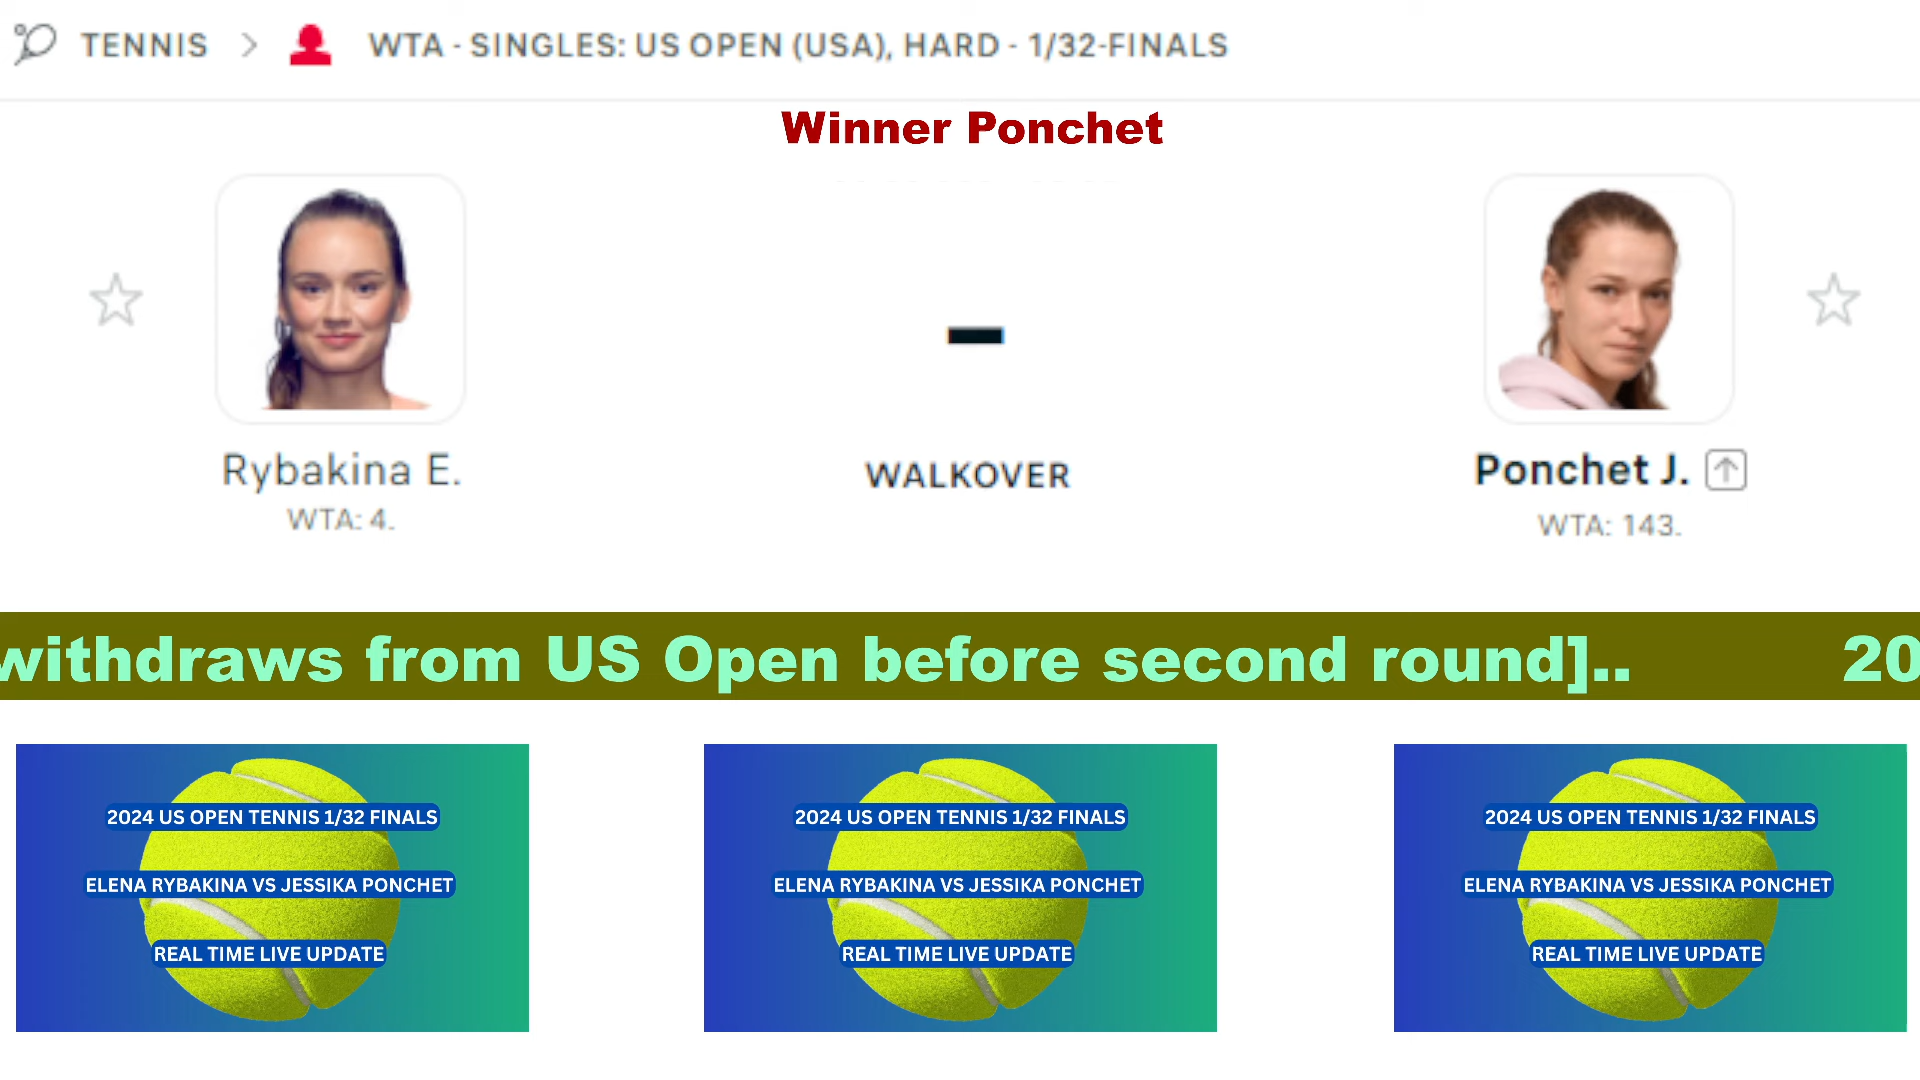 TENNIS > WTA - SINGLES: US OPEN (USA), HARD - 1/32-FINALS
Winner Ponchet
-
Rybakina E.
WTA: 4.
WALKOVER
Ponchet J.
WTA: 143.
withdraws from US Open before second round].. 20
2024 US OPEN TENNIS 1/32 FINALS
ELENA RYBAKINA VS JESSIKA PONCHET
REAL TIME LIVE UPDATE
2024 US OPEN TENNIS 1/32 FINALS
ELENA RYBAKINA VS JESSIKA PONCHET
REAL TIME LIVE UPDATE
2024 US OPEN TENNIS 1/32 FINALS
ELENA RYBAKINA VS JESSIKA PONCHET
REAL TIME LIVE UPDATE